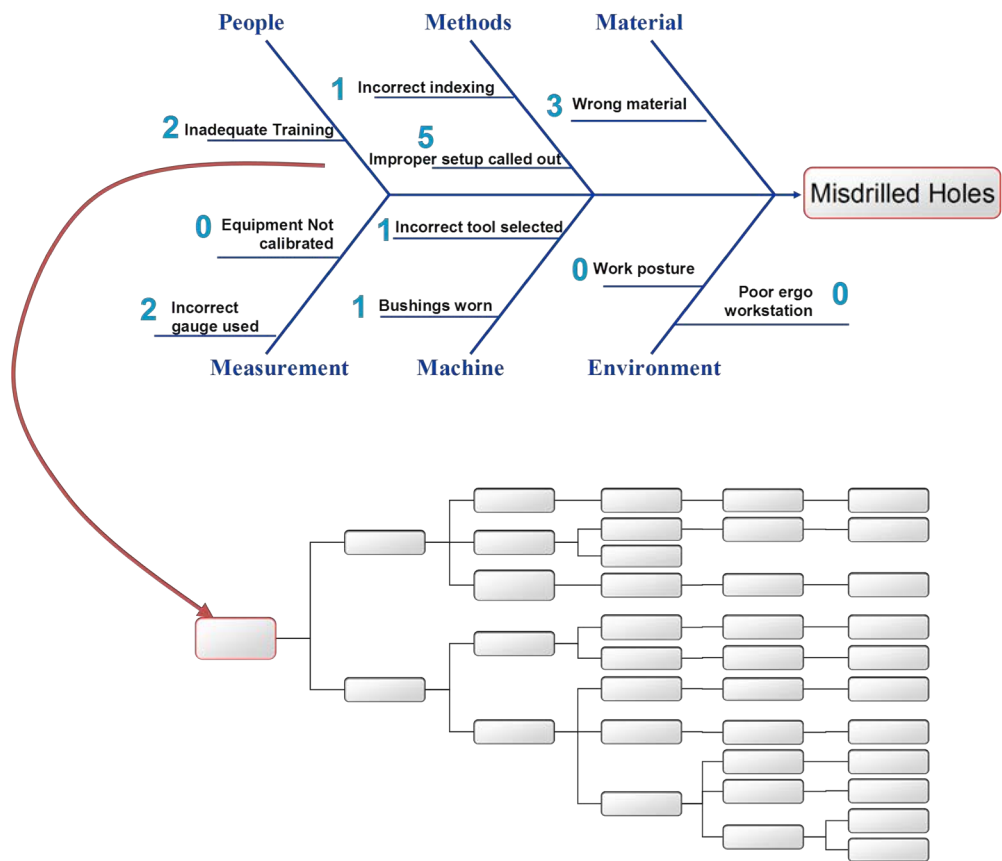 People
Methods
Material
1 Incorrect indexing
3 Wrong material
2 Inadequate Training
5
Improper setup called out
Misdrilled Holes
0 Equipment Not
calibrated
1 Incorrect tool selected
0 Work posture
Poor ergo
workstation 0
2 Incorrect
gauge used
1 Bushings worn
Measurement
Machine
Environment